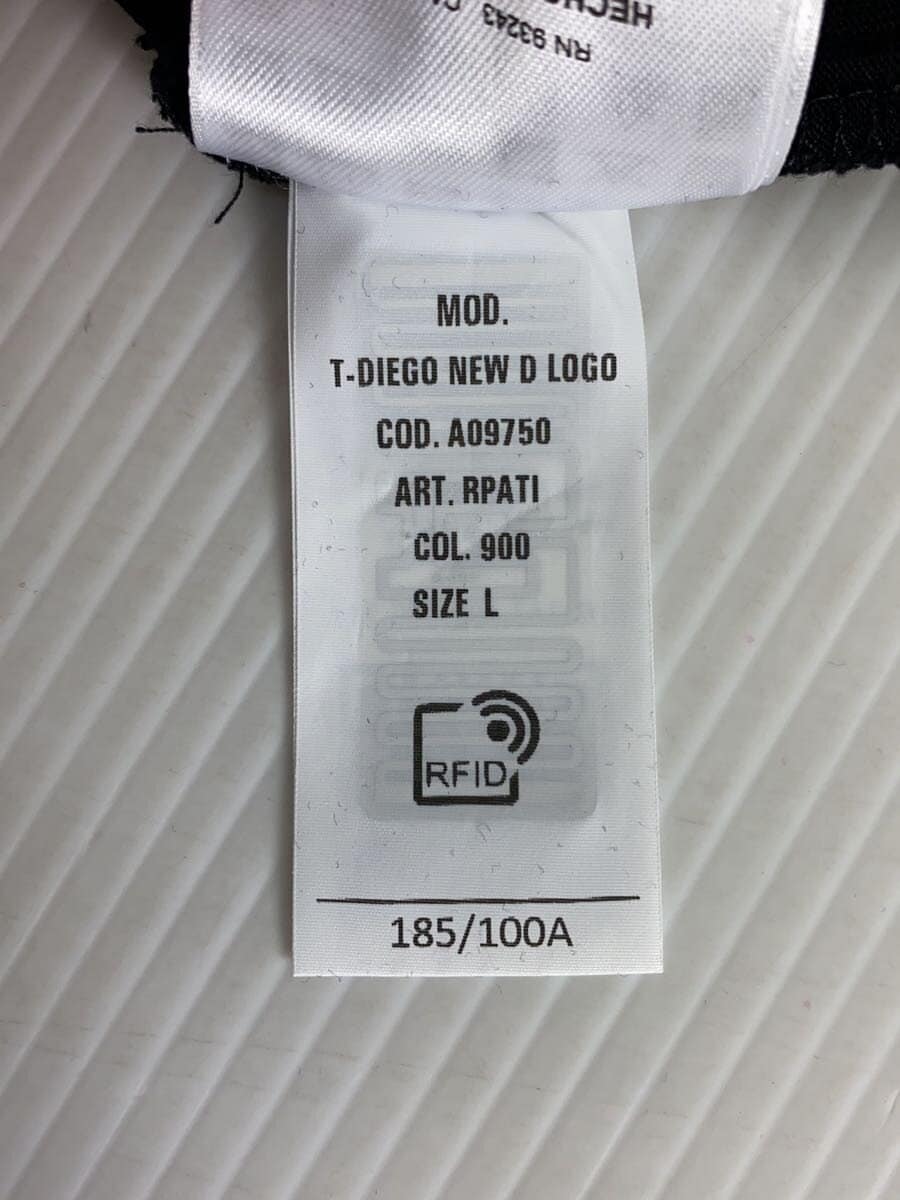 RN 93243
MOD.
T-DIEGO NEW D LOGO
COD. A09750
ART. RPATI
COL. 900
SIZE L
RFID
185/100A